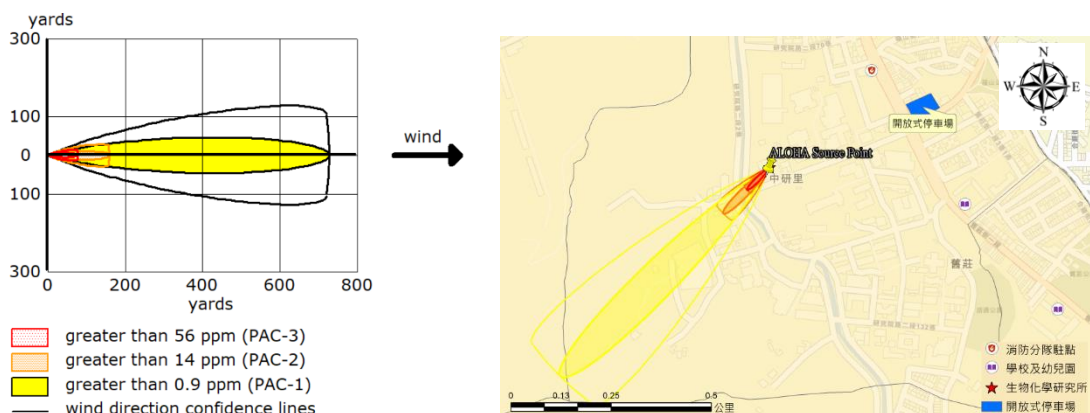 yards
300
100
0
100
300
0
200
400
600
800
yards
wind
greater than 56 ppm (PAC-3)
greater than 14 ppm (PAC-2)
greater than 0.9 ppm (PAC-1)
wind direction confidence lines
N
W
E
S
開放式停車場
ALOHA Source Point
中研里
舊莊
0
0.13
0.25
0.5
公里
消防分隊駐點
學校及幼兒園
生物化學研究所
開放式停車場